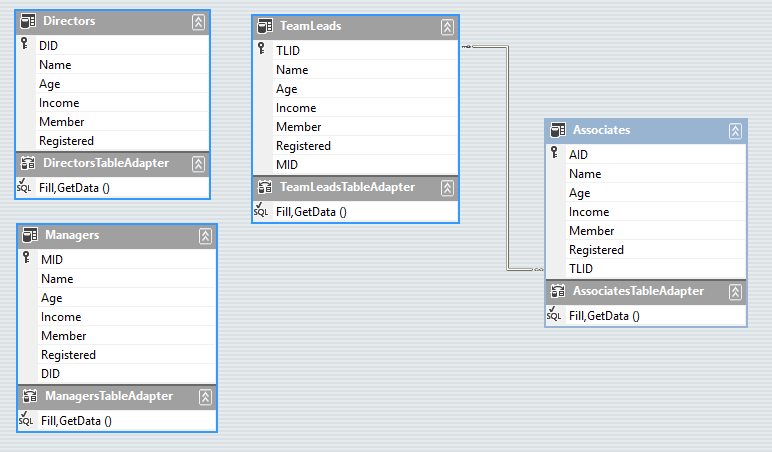 Directors
DID
Name
Age
Income
Member
Registered
DirectorsTableAdapter
SQL Fill,GetData ()
Managers
MID
Name
Age
Income
Member
Registered
DID
ManagersTableAdapter
SQL Fill,GetData ()
TeamLeads
TLID
Name
Age
Income
Member
Registered
MID
TeamLeadsTableAdapter
SQL Fill,GetData ()
Associates
AID
Name
Age
Income
Member
Registered
TLID
AssociatesTableAdapter
SQL Fill,GetData ()